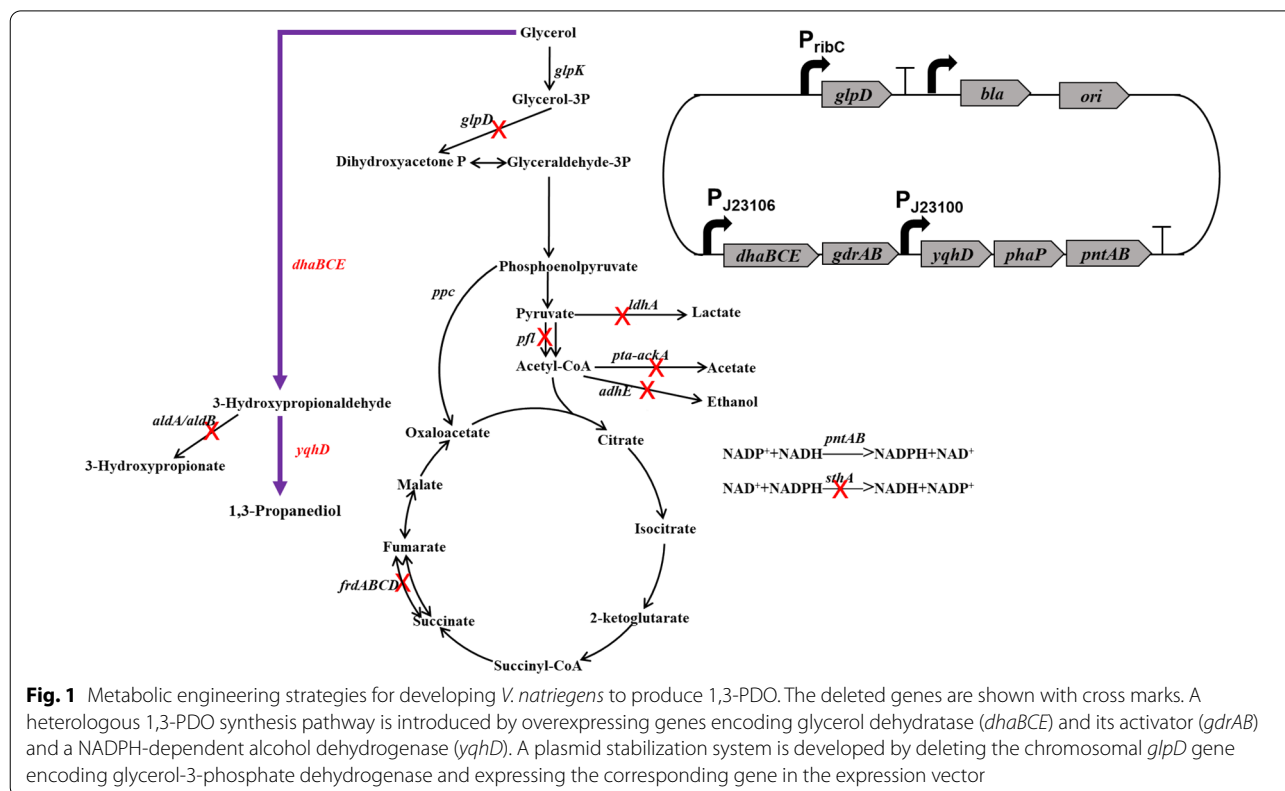 Glycerol
glpK
Glycerol-3P
glpD
Dihydroxyacetone P
Glyceraldehyde-3P
dhaBCE
Phosphoenolpyruvate
ppc
Pyruvate
ldhA
Lactate
pfl
Acetyl-CoA
pta-ackA
Acetate
adhE
Ethanol
3-Hydroxypropionaldehyde
aldA/aldB
yqhD
3-Hydroxypropionate
1,3-Propanediol
Oxaloacetate
Citrate
Malate
Isocitrate
Fumarate
frdABCD
Succinate
2-ketoglutarate
Succinyl-CoA
PribC
glpD
bla
ori
PJ23106
PJ23100
dhaBCE
gdrAB
yqhD
phaP
pntAB
pntAB
NADP++NADH NADPH+NAD+
sthA
NAD++NADPH NADH+NADP+
Fig. 1 Metabolic engineering strategies for developing V. natriegens to produce 1,3-PDO. The deleted genes are shown with cross marks. A
heterologous 1,3-PDO synthesis pathway is introduced by overexpressing genes encoding glycerol dehydratase (dhaBCE) and its activator (gdrAB)
and a NADPH-dependent alcohol dehydrogenase (yqhD). A plasmid stabilization system is developed by deleting the chromosomal glpD gene
encoding glycerol-3-phosphate dehydrogenase and expressing the corresponding gene in the expression vector